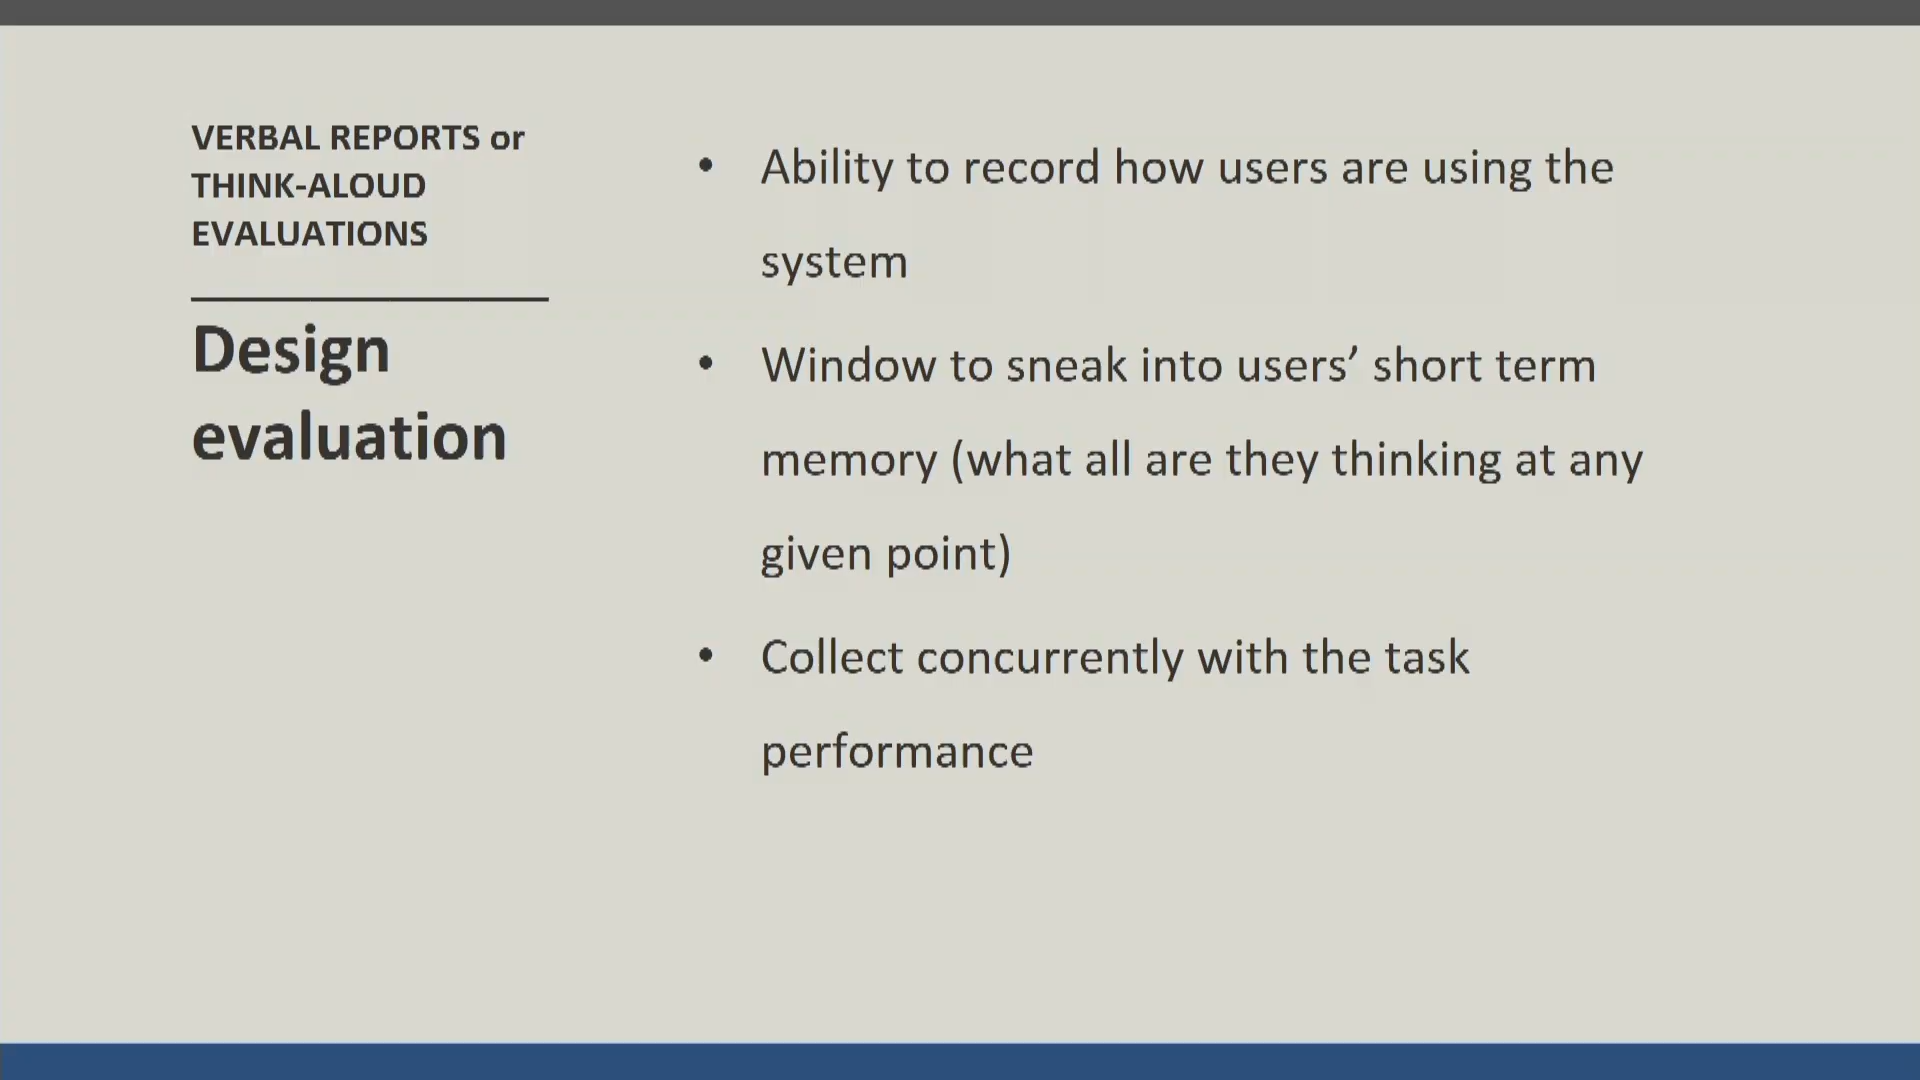 VERBAL REPORTS or
THINK-ALOUD
EVALUATIONS
Design
evaluation
• Ability to record how users are using the
system
• Window to sneak into users’ short term
memory (what all are they thinking at any
given point)
• Collect concurrently with the task
performance